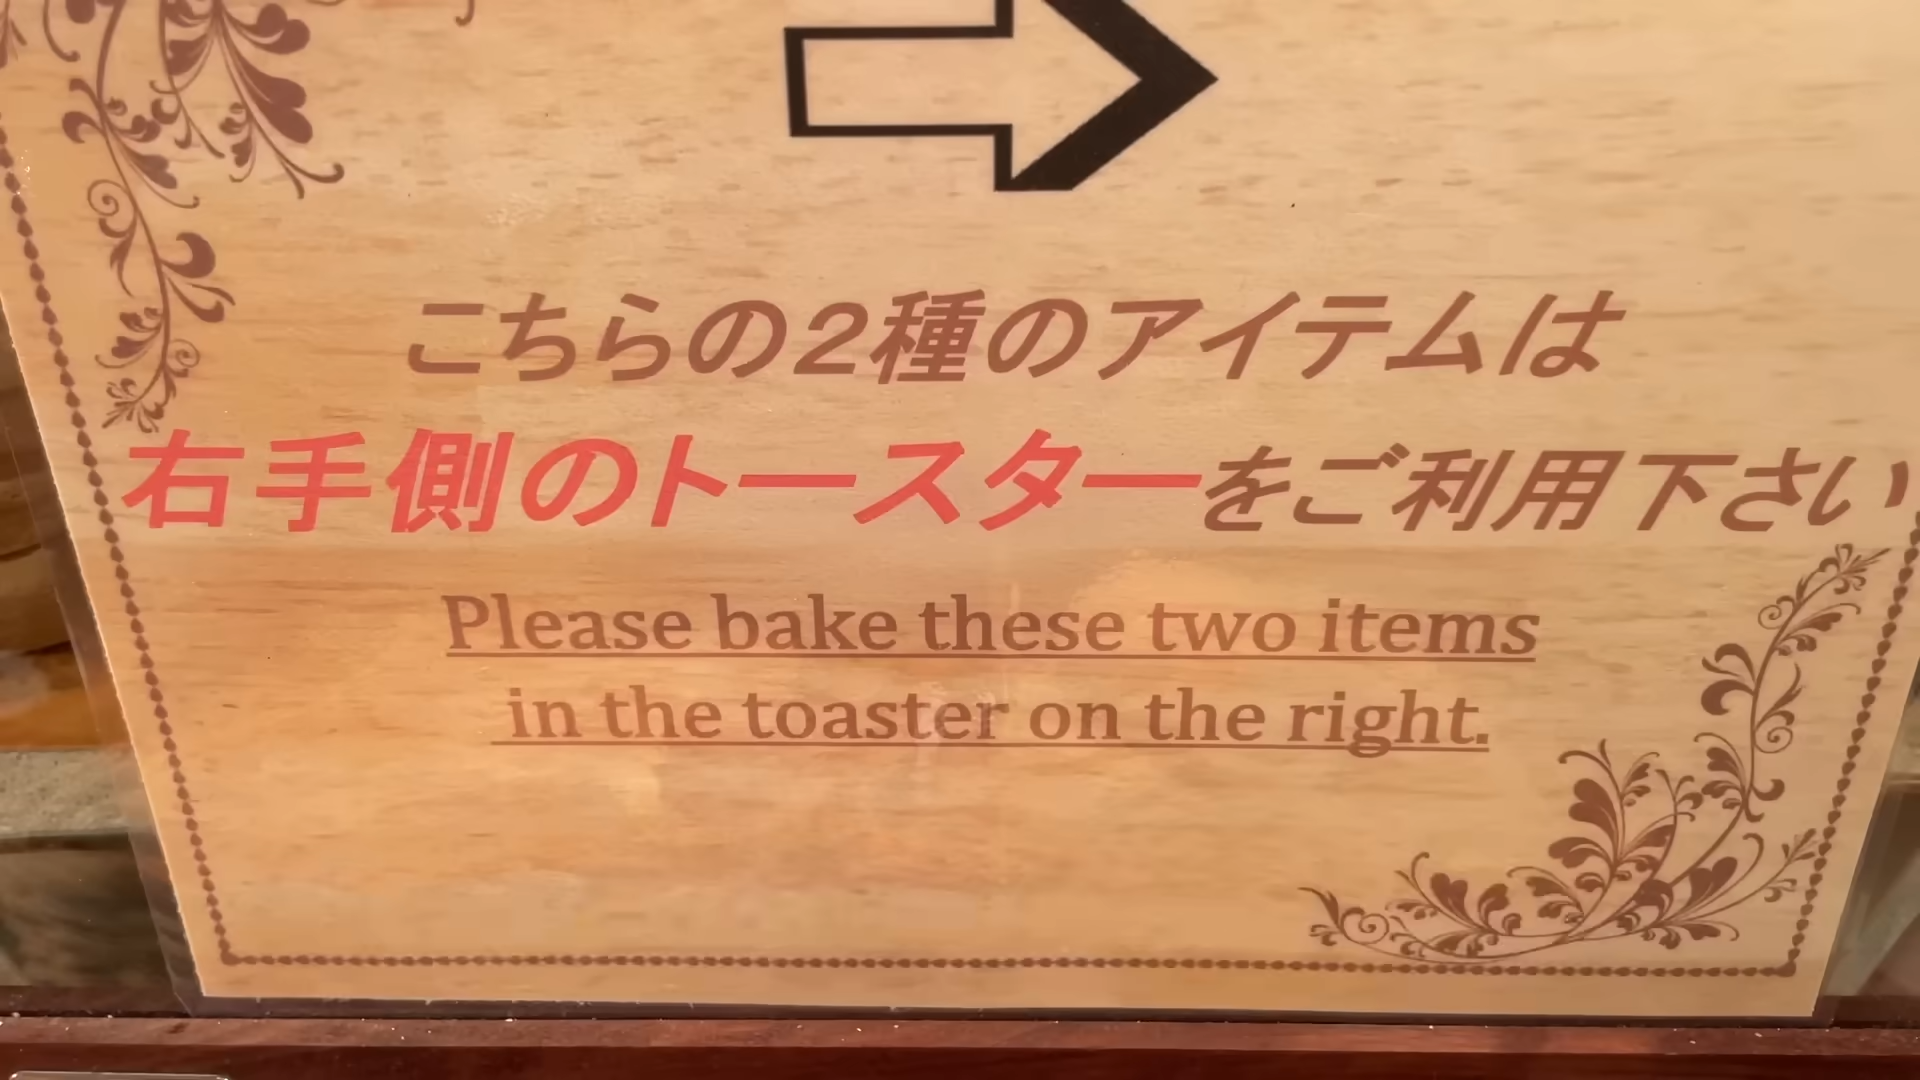 こちらの2種のアイテムは
右手側のトースターをご利用下さい
Please bake these two items
in the toaster on the right.